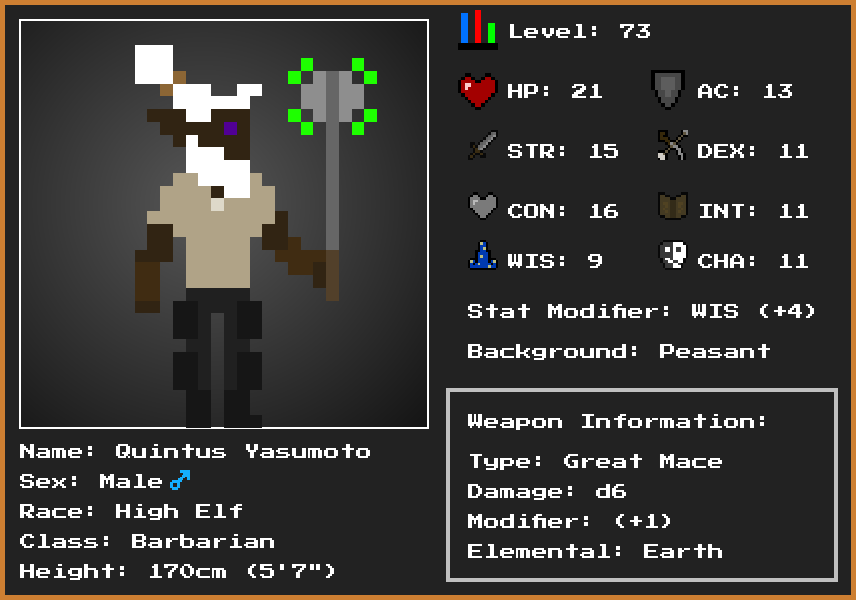 Level: 73
HP: 21
AC: 13
STR: 15
DEX: 11
CON: 16
INT: 11
WIS: 9
CHA: 11
Stat Modifier: WIS (+4)
Background: Peasant
Weapon Information:
Type: Great Mace
Damage: d6
Modifier: (+1)
Elemental: Earth
Name: Quintus Yasumoto
Sex: Male♂
Race: High Elf
Class: Barbarian
Height: 170cm (5'7")